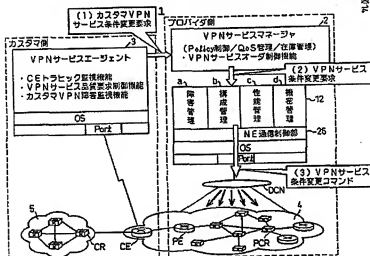 (1) カスタマVPN
サービス条件変更要求
1
プロバイダ側
2
カスタマ側
3
VPNサービスエージェント
・CEトラヒック監視機能
・VPNサービス品質要求制御機能
・カスタマVPN障害監視機能
OS
Port
VPNサービスマネージャ
(Policy制御/QoS管理/在庫管理)
・VPNサービスオーダ制御機能
(2) VPNサービス
条件変更要求
a
b
c
d
障害管理
構成管理
性能管理
機密管理
12
26
NE通信制御部
OS
Port
(3) VPNサービス
条件変更コマンド
DCN
5
4
CR
CE
PE
PCR